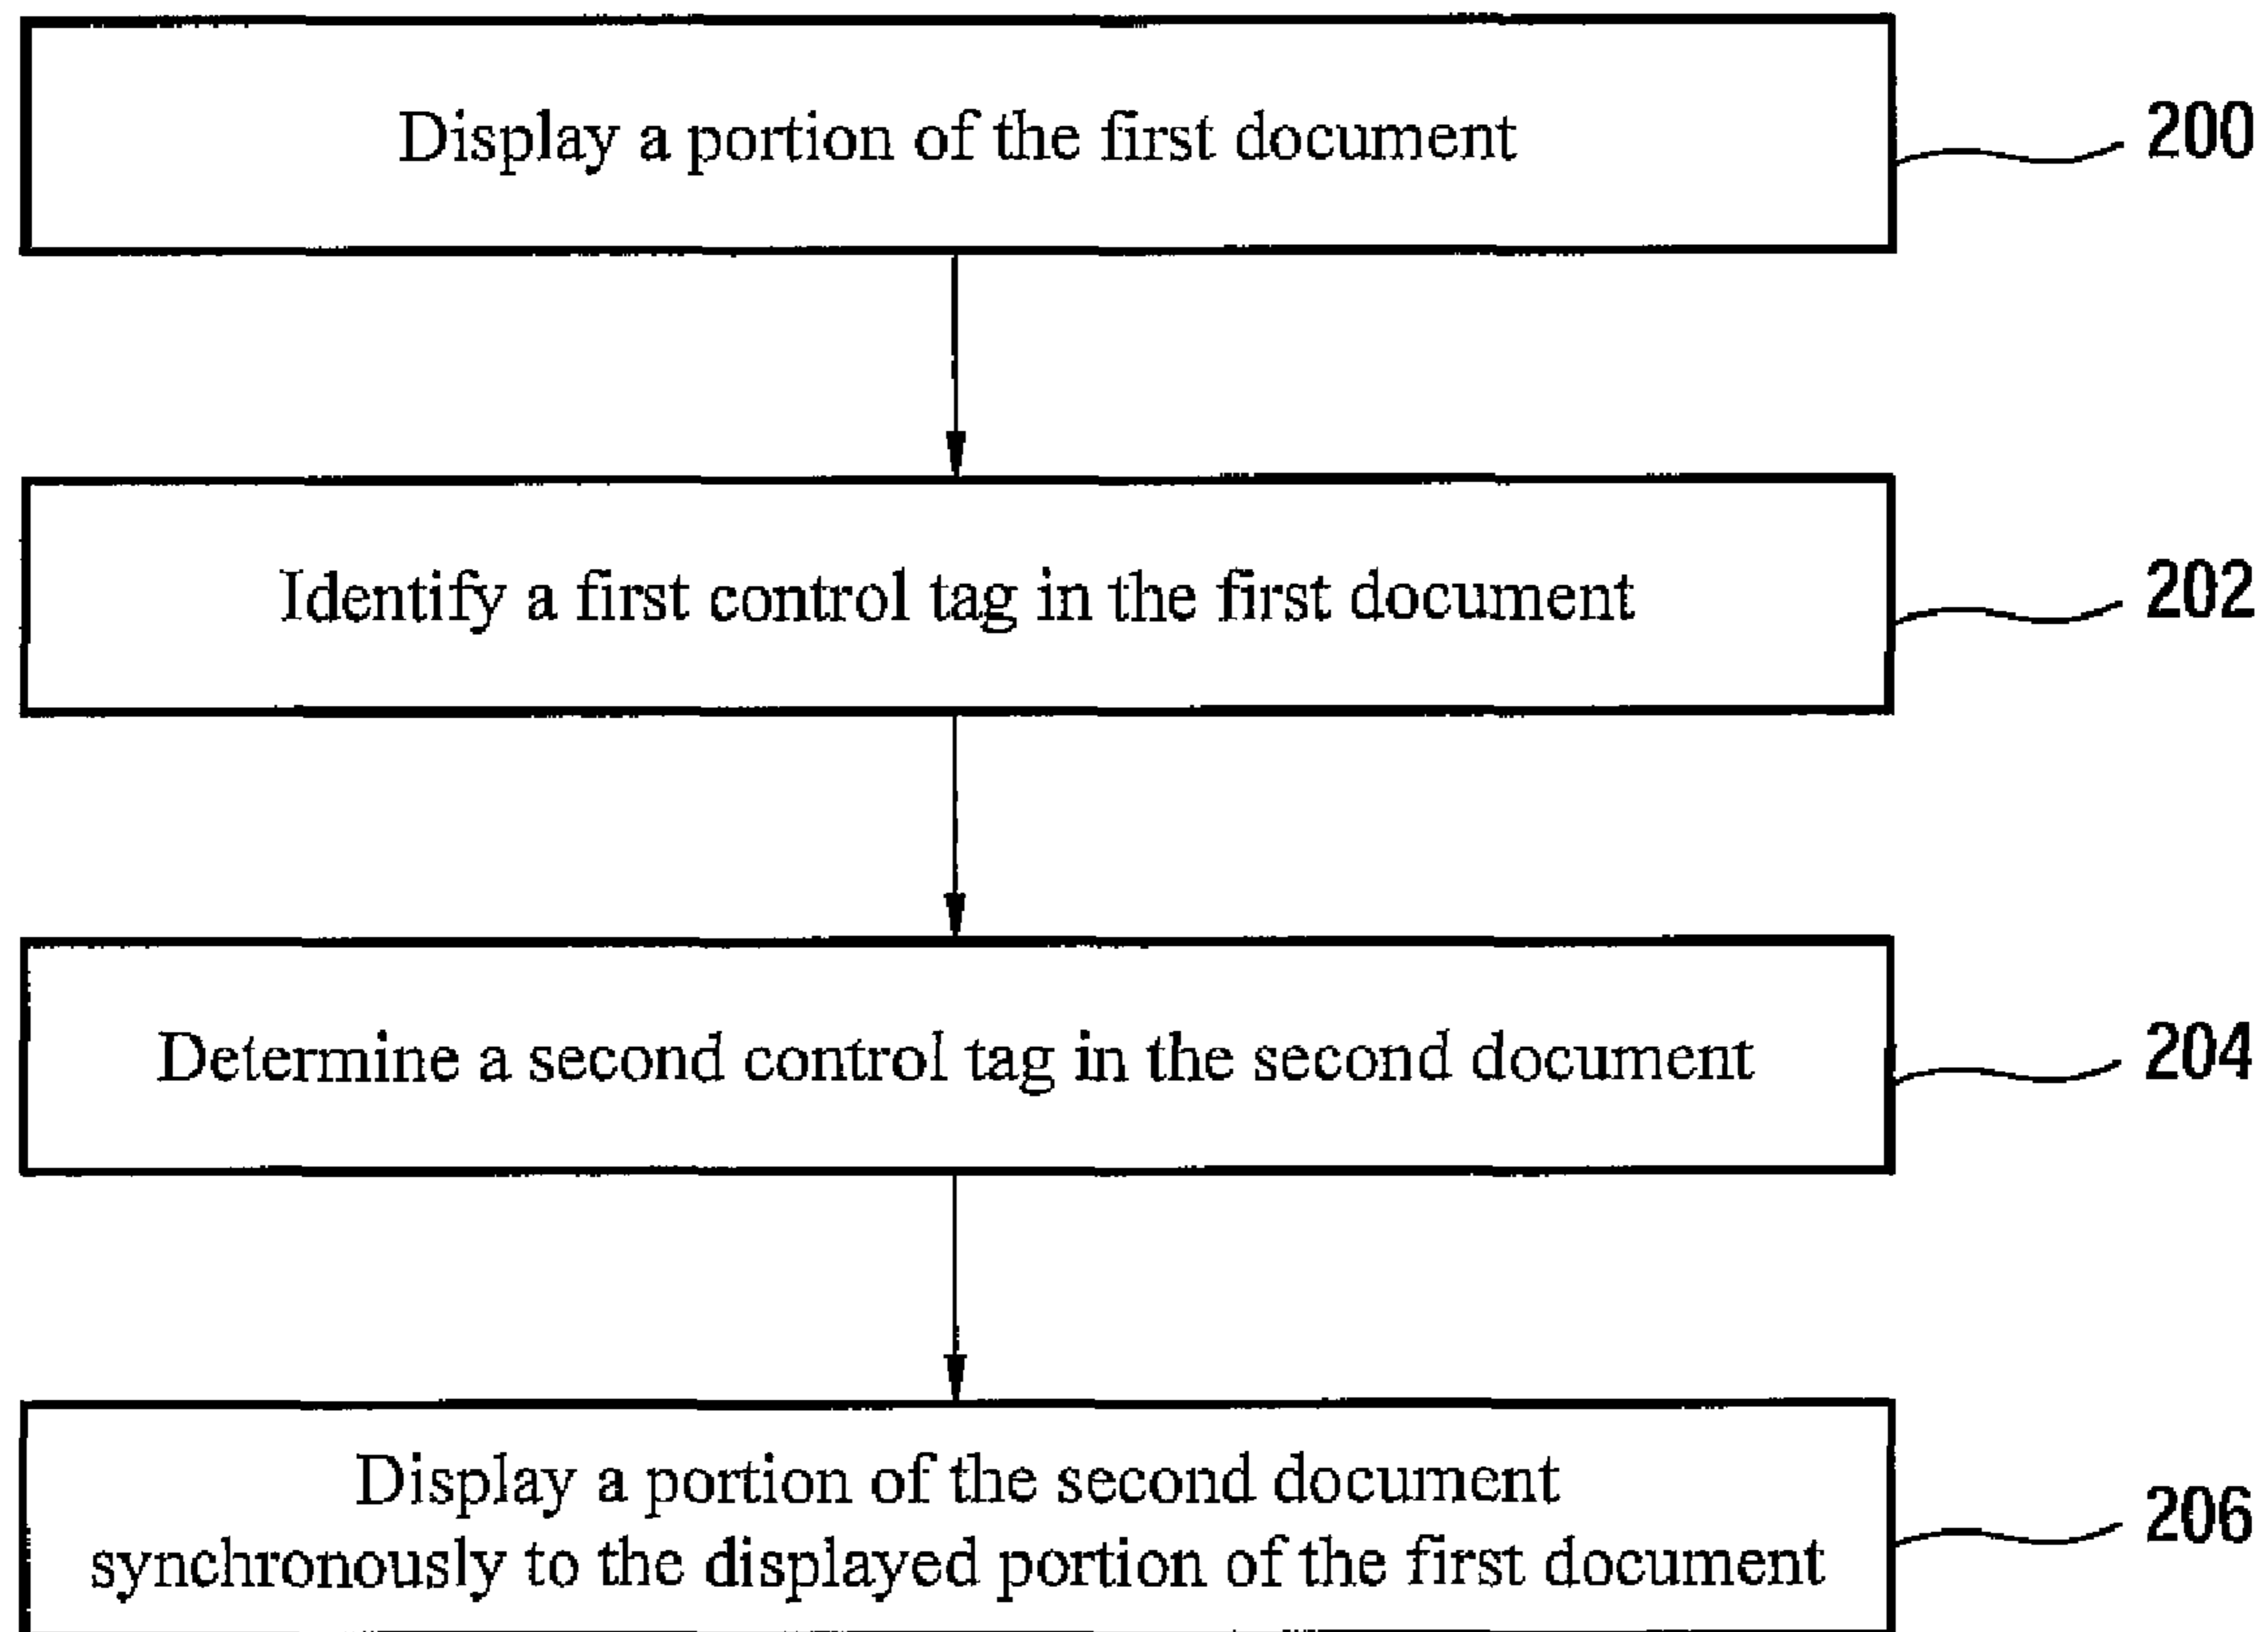 Display a portion of the first document
200
Identify a first control tag in the first document
202
Determine a second control tag in the second document
204
Display a portion of the second document
synchronously to the displayed portion of the first document
206